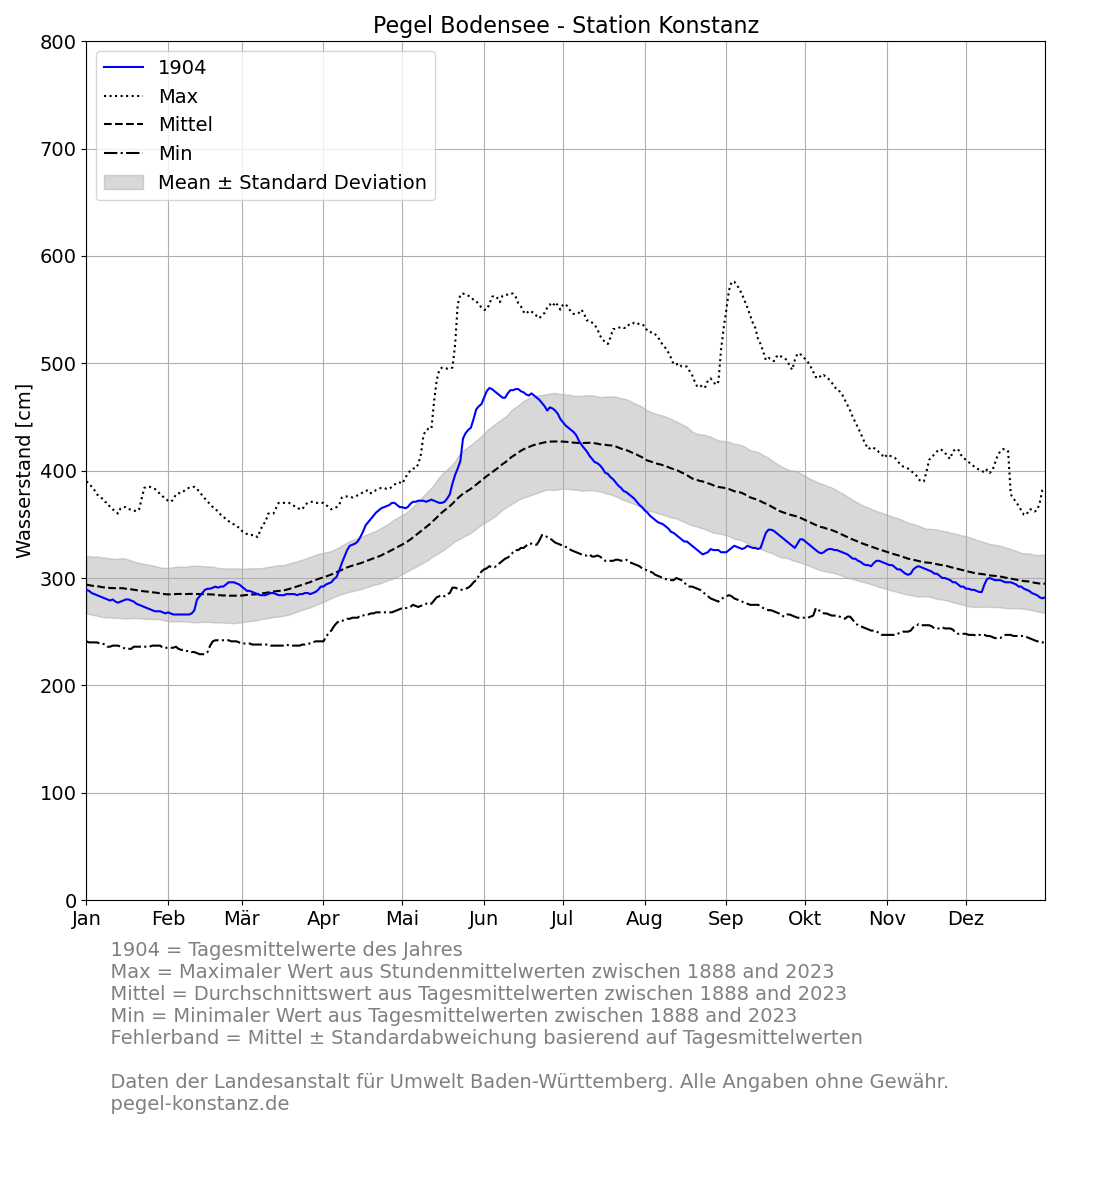 Pegel Bodensee - Station Konstanz
800
700
600
500
400
300
200
100
0
Wasserstand [cm]
1904
Max
Mittel
Min
Mean ± Standard Deviation
Jan Feb Mär Apr Mai Jun Jul Aug Sep Okt Nov Dez
1904 = Tagesmittelwerte des Jahres
Max = Maximaler Wert aus Stundenmittelwerten zwischen 1888 and 2023
Mittel = Durchschnittswert aus Tagesmittelwerten zwischen 1888 and 2023
Min = Minimaler Wert aus Tagesmittelwerten zwischen 1888 and 2023
Fehlerband = Mittel ± Standardabweichung basierend auf Tagesmittelwerten
Daten der Landesanstalt für Umwelt Baden-Württemberg. Alle Angaben ohne Gewähr.
pegel-konstanz.de